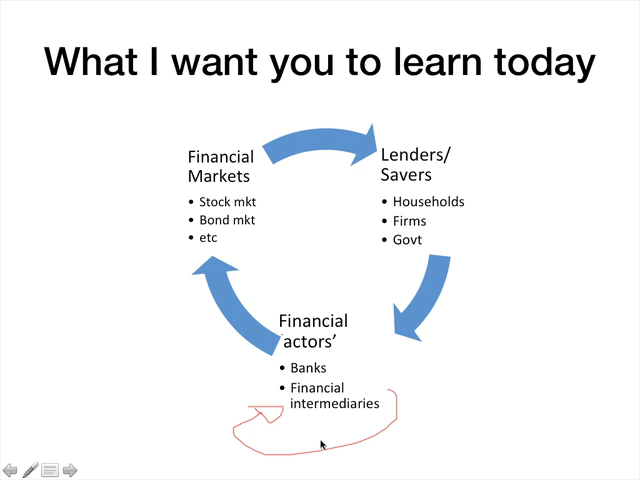 What I want you to learn today
Financial
Markets
• Stock mkt
• Bond mkt
• etc
Lenders/
Savers
• Households
• Firms
• Govt
Financial
‘actors’
• Banks
• Financial
intermediaries